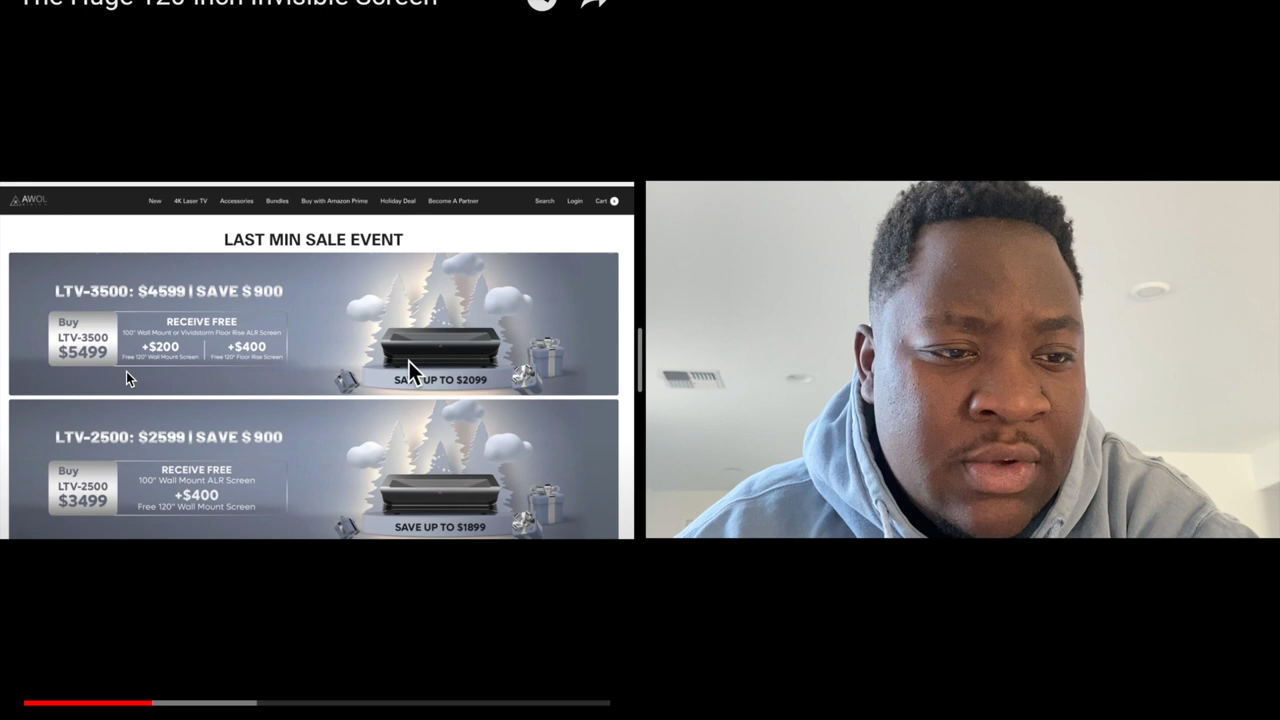 The Huge 120 Inch Invisible Screen
AWOL
New 4K Laser TV Accessories Bundles Buy with Amazon Prime Holiday Deal Become A Partner Search Login Cart
LAST MIN SALE EVENT
LTV-3500: $4599 | SAVE $900
Buy
LTV-3500
$5499
RECEIVE FREE
100" Wall Mount or Vividstorm Floor Rise ALR Screen
+$200 +$400
Free 120" Wall Mount Screen Free 120" Floor Rise Screen
UP TO $2099
LTV-2500: $2599 | SAVE $900
Buy
LTV-2500
$3499
RECEIVE FREE
100" Wall Mount ALR Screen
+$400
Free 120" Wall Mount Screen
SAVE UP TO $1899